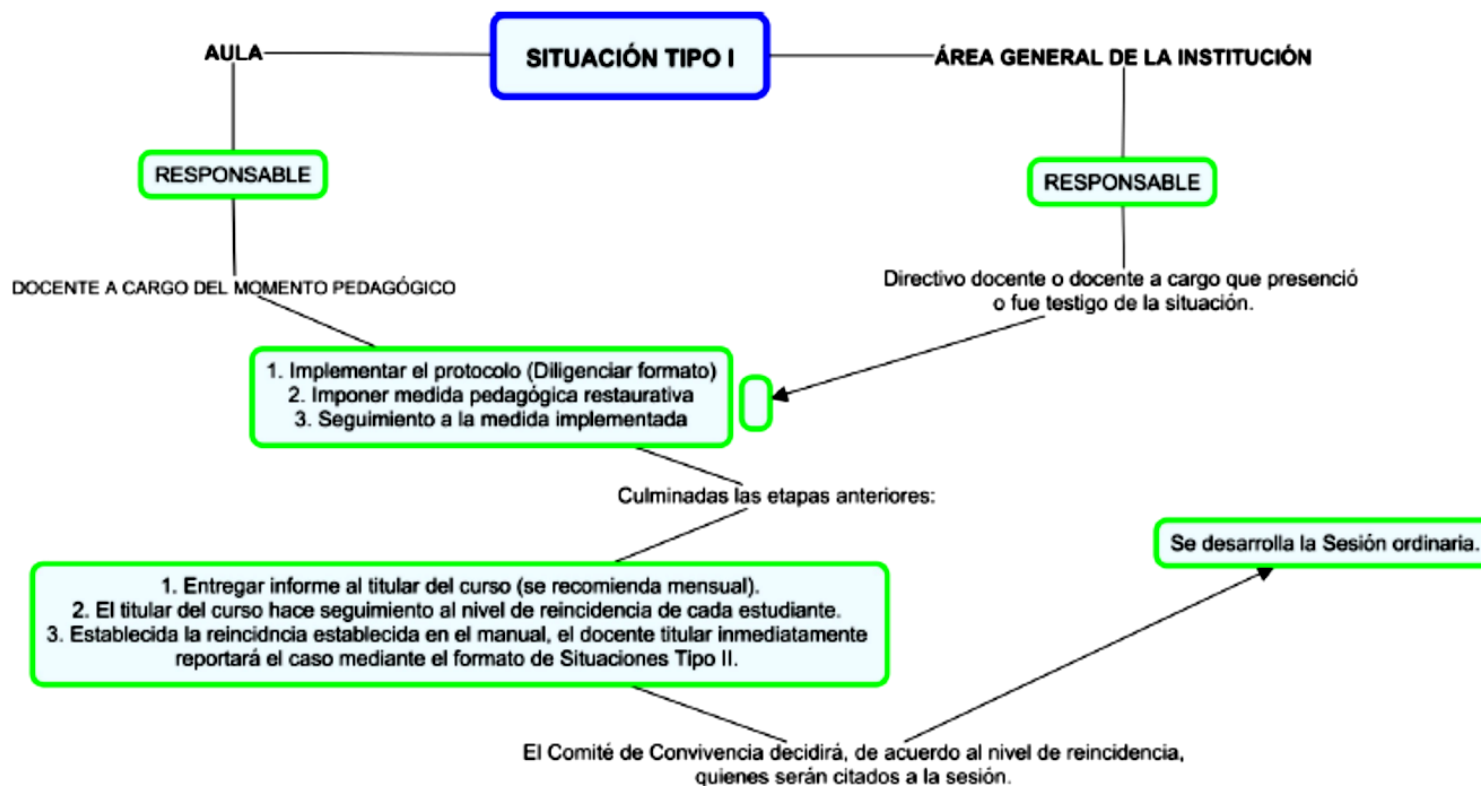 AULA
SITUACIÓN TIPO I
ÁREA GENERAL DE LA INSTITUCIÓN
RESPONSABLE
RESPONSABLE
DOCENTE A CARGO DEL MOMENTO PEDAGÓGICO
Directivo docente o docente a cargo que presenció
o fue testigo de la situación.
1. Implementar el protocolo (Diligenciar formato)
2. Imponer medida pedagógica restaurativa
3. Seguimiento a la medida implementada
Culminadas las etapas anteriores:
Se desarrolla la Sesión ordinaria.
1. Entregar informe al titular del curso (se recomienda mensual).
2. El titular del curso hace seguimiento al nivel de reincidencia de cada estudiante.
3. Establecida la reincidncia establecida en el manual, el docente titular inmediatamente
reportará el caso mediante el formato de Situaciones Tipo II.
El Comité de Convivencia decidirá, de acuerdo al nivel de reincidencia,
quienes serán citados a la sesión.